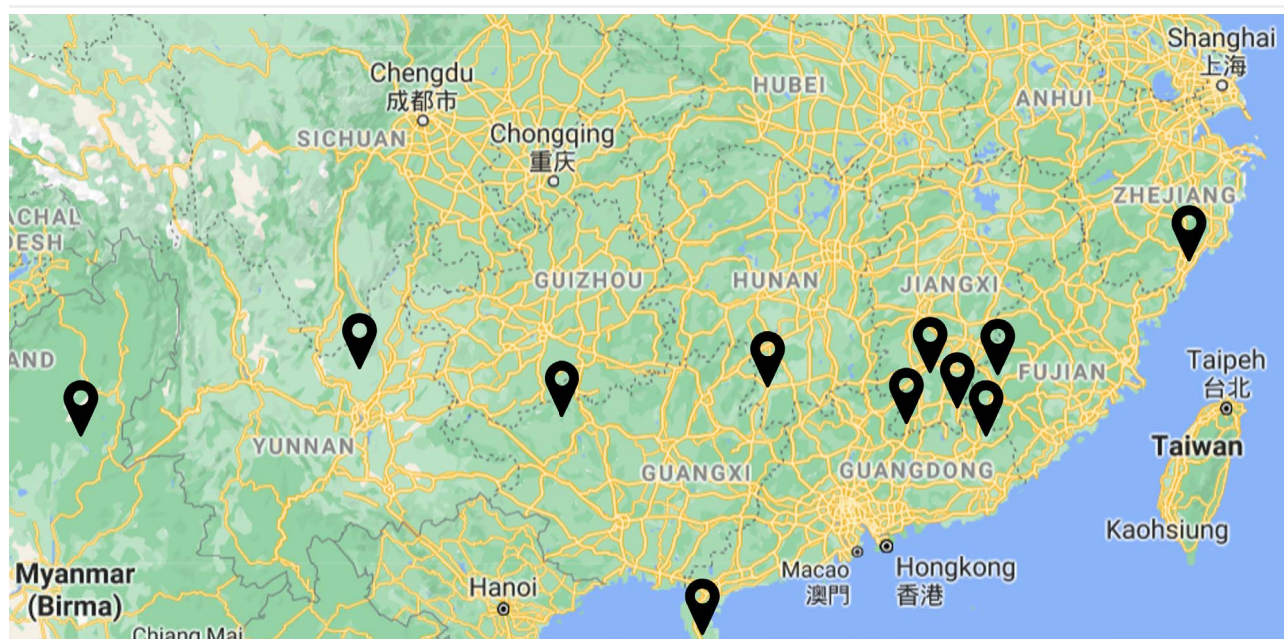 Shanghai
上海
Chengdu
成都市
HUBEI
ANHUI
SICHUAN
Chongqing
重庆
ZHEJIANG
ACHAL
DESH
GUIZHOU
HUNAN
JIANGXI
AND
FUJIAN
Taipeh
台北
YUNNAN
Taiwan
GUANGXI
GUANGDONG
Kaohsiung
Myanmar
(Birma)
Hanoi
Macao
澳門
Hongkong
香港
Chiang Mai